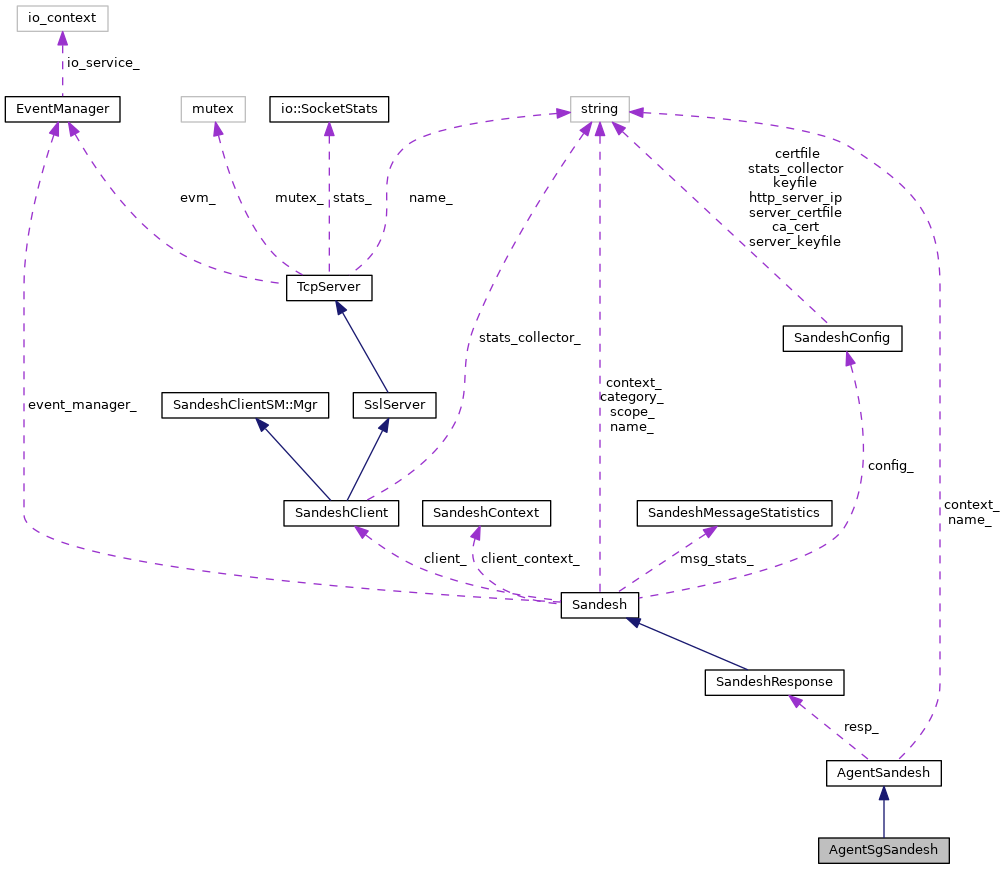 io_context
io_service_
EventManager
mutex
io::SocketStats
string
certfile
stats_collector
keyfile
http_server_ip
server_certfile
ca_cert
server_keyfile
evm_
mutex_
stats_
name_
TcpServer
SandeshConfig
stats_collector_
context_
category_
scope_
name_
event_manager_
SandeshClientSM::Mgr
SslServer
config_
SandeshClient
SandeshContext
SandeshMessageStatistics
context_
name_
client_
client_context_
msg_stats_
Sandesh
SandeshResponse
resp_
AgentSandesh
AgentSgSandesh